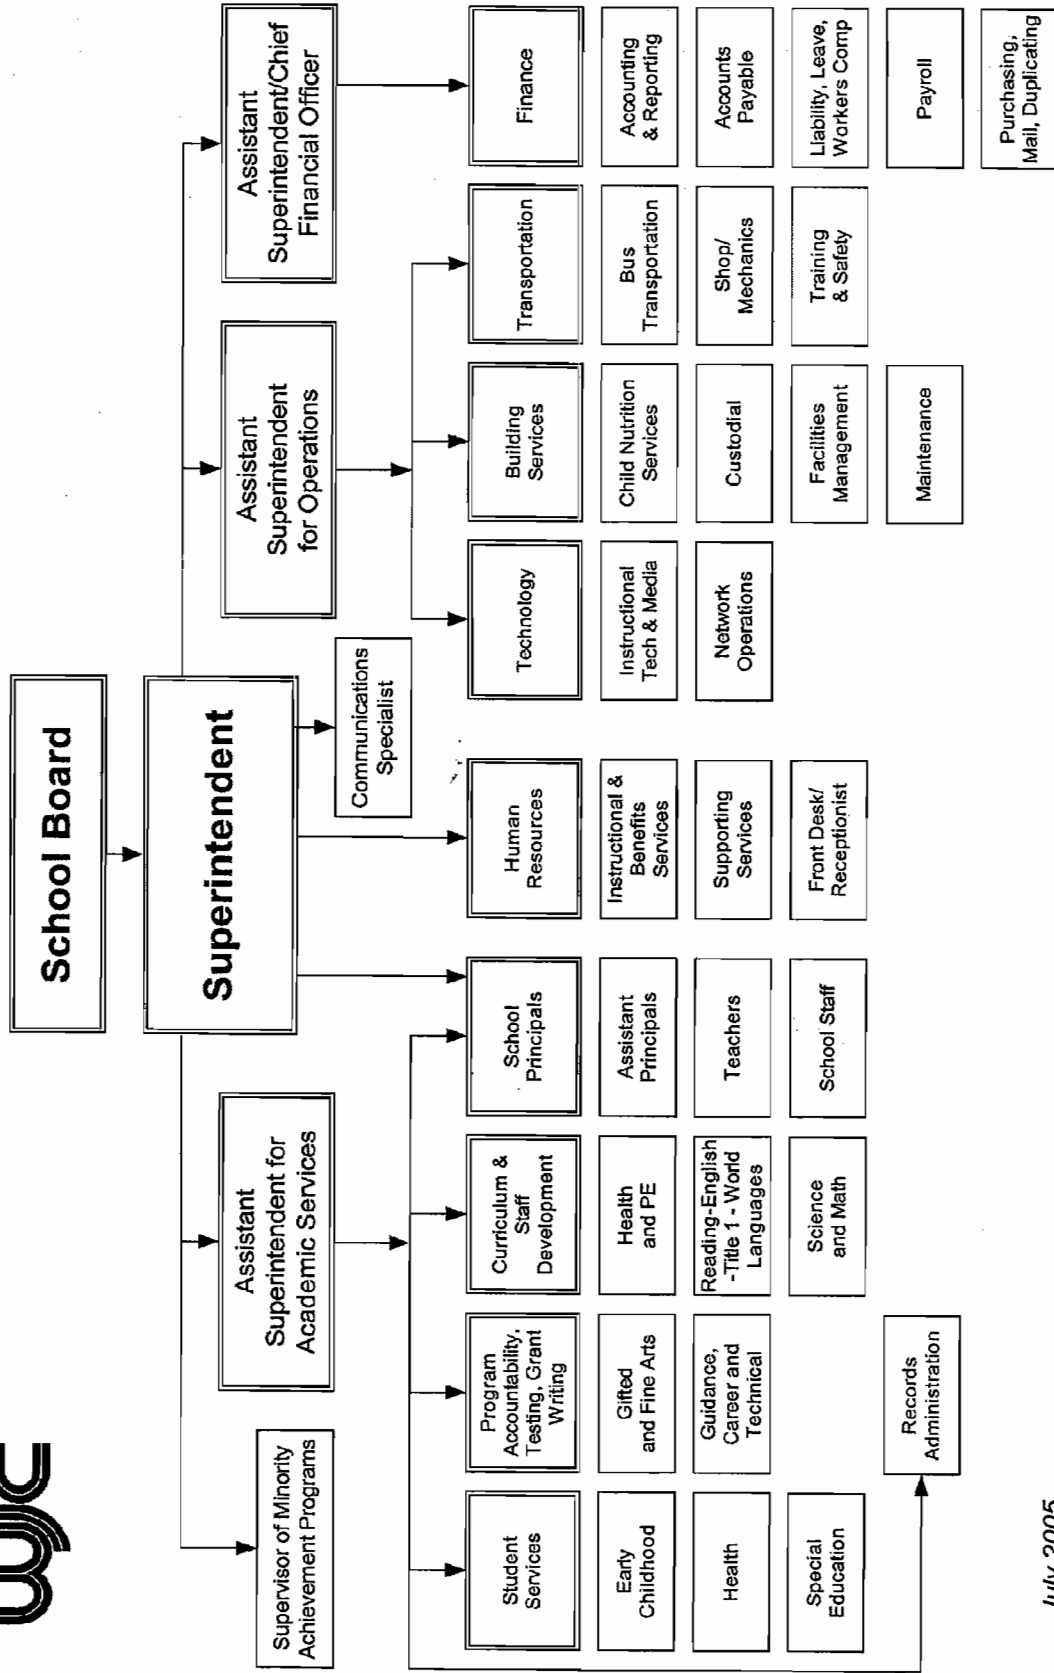 School Board
Superintendent
Supervisor of Minority
Achievement Programs
Assistant
Superintendent for
Academic Services
Communications
Specialist
Assistant
Superintendent
for Operations
Assistant
Superintendent/Chief
Financial Officer
Student
Services
Early
Childhood
Health
Special
Education
Program
Accountability,
Testing, Grant
Writing
Gifted
and Fine Arts
Guidance,
Career and
Technical
Records
Administration
Curriculum &
Staff
Development
Health
and PE
Reading-English
-Title 1 - World
Languages
Science
and Math
School
Principals
Assistant
Principals
Teachers
School Staff
Human
Resources
Instructional &
Benefits
Services
Supporting
Services
Front Desk/
Receptionist
Technology
Instructional
Tech & Media
Network
Operations
Building
Services
Child Nutrition
Services
Custodial
Facilities
Management
Maintenance
Transportation
Bus
Transportation
Shop/
Mechanics
Training
& Safety
Finance
Accounting
& Reporting
Accounts
Payable
Liability, Leave,
Workers Comp
Payroll
Purchasing,
Mail, Duplicating
July 2005